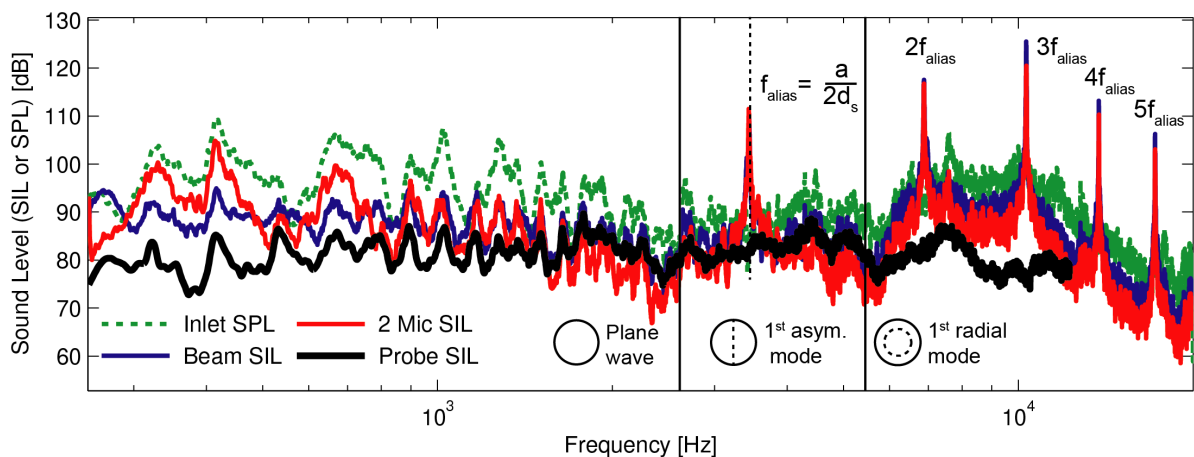 Sound Level (SIL or SPL) [dB]
130
120
110
100
90
80
70
60
2f_alias
3f_alias
4f_alias
5f_alias
f_alias = a/2d_s
Inlet SPL
2 Mic SIL
Beam SIL
Probe SIL
Plane
wave
1st asym.
mode
1st radial
mode
10^3
10^4
Frequency [Hz]